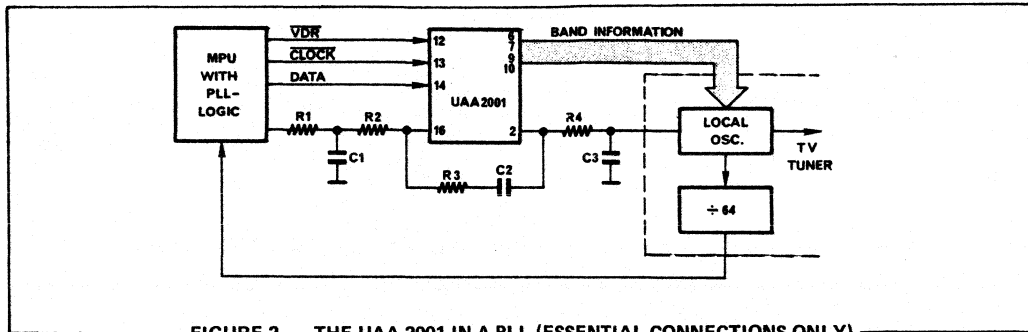 MPU
WITH
PLL-
LOGIC
VDR
CLOCK
DATA
12
13
14
16
UAA2001
6
7
9
10
2
BAND INFORMATION
R1
R2
C1
R3
C2
R4
C3
LOCAL
OSC.
TV
TUNER
÷ 64
FIGURE 2 — THE UAA 2001 IN A PLL (ESSENTIAL CONNECTIONS ONLY)